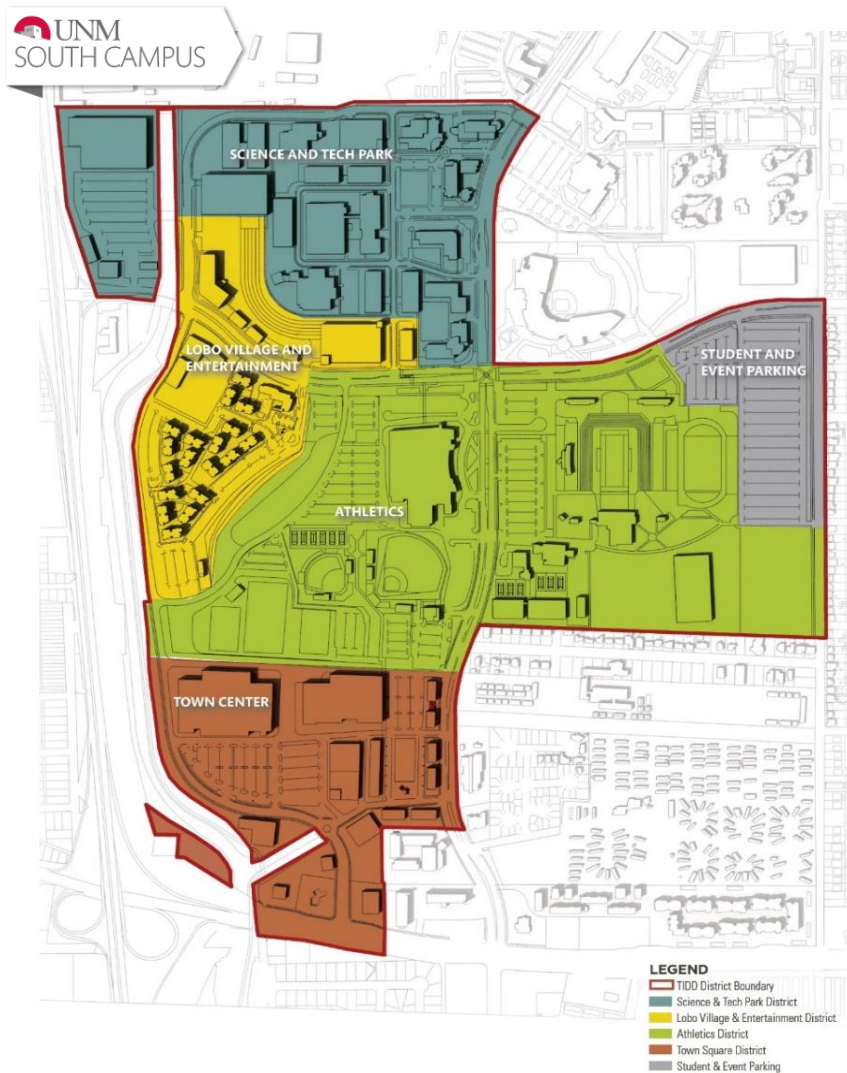 UNM
SOUTH CAMPUS
SCIENCE AND TECH PARK
LOBO VILLAGE AND
ENTERTAINMENT
STUDENT AND
EVENT PARKING
ATHLETICS
TOWN CENTER
LEGEND
TIDD District Boundary
Science & Tech Park District
Lobo Village & Entertainment District
Athletics District
Town Square District
Student & Event Parking